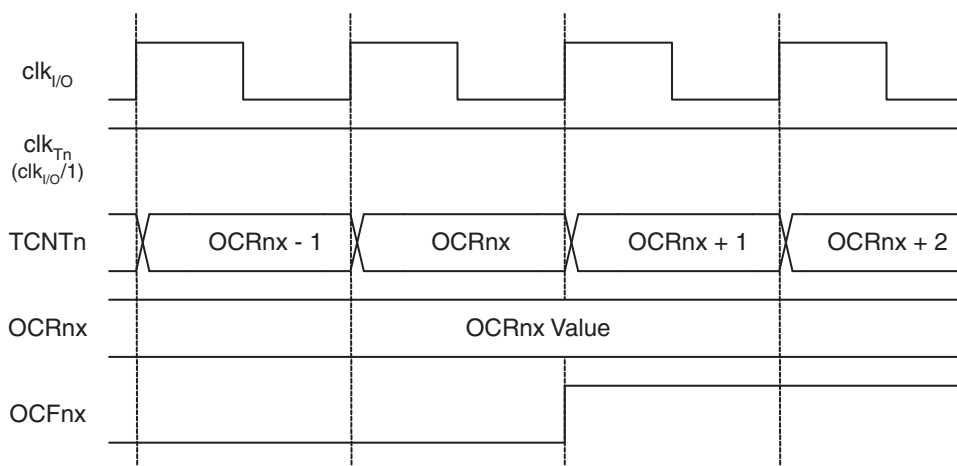 clkI/O
clkTn
(clkI/O/1)
TCNTn OCRnx - 1 OCRnx OCRnx + 1 OCRnx + 2
OCRnx OCRnx Value
OCFnx